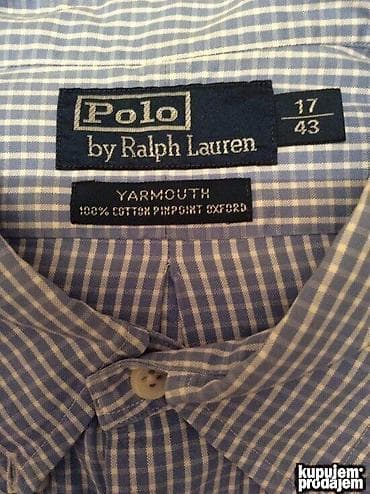 Polo
by Ralph Lauren
17
43
YARMOUTH
100% COTTON PINPOINT OXFORD
kupujem
prodajem